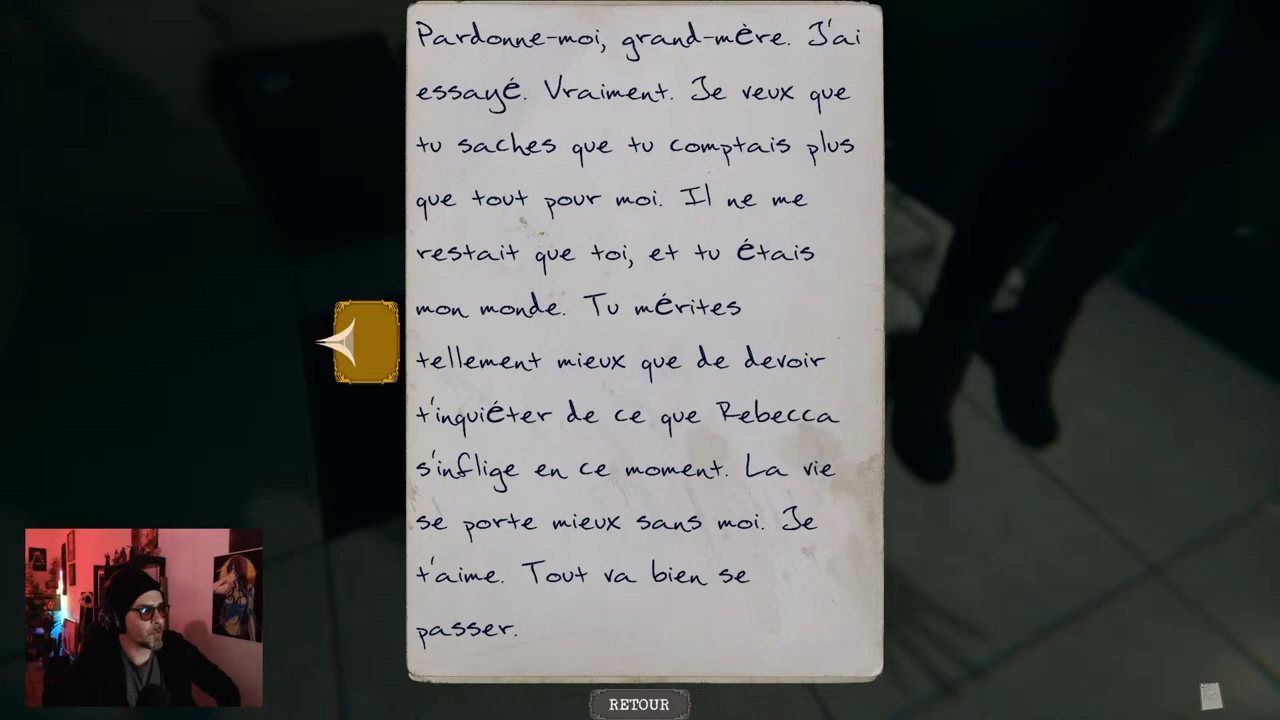 Pardonne-moi, grand-mère. J'ai
essayé. Vraiment. Je veux que
tu saches que tu comptais plus
que tout pour moi. Il ne me
restait que toi, et tu étais
mon monde. Tu mérites
tellement mieux que de devoir
t'inquiéter de ce que Rebecca
s'inflige en ce moment. La vie
se porte mieux sans moi. Je
t'aime. Tout va bien se
passer.
RETOUR